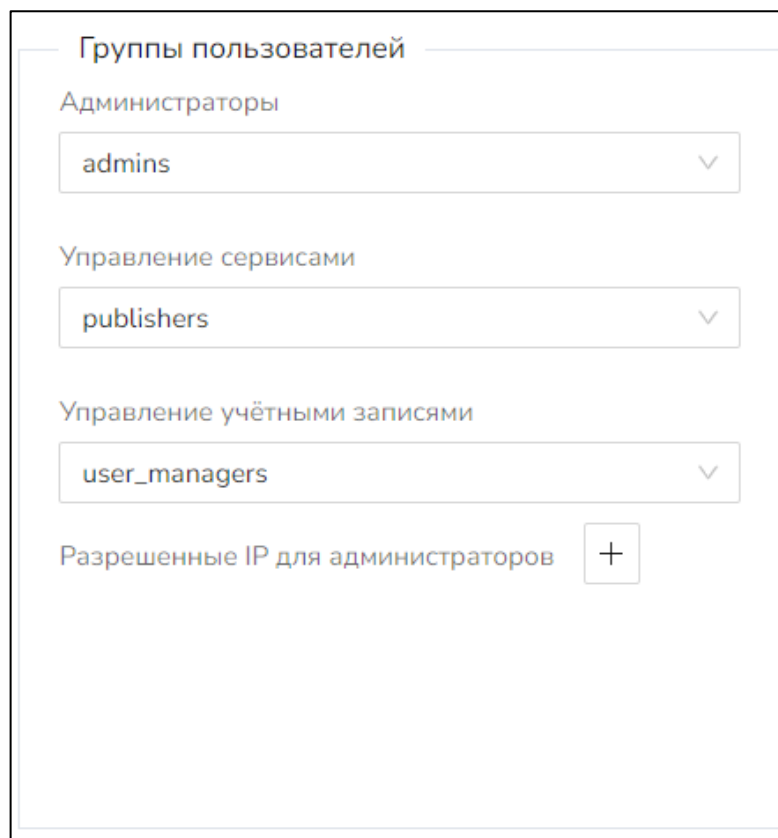 Группы пользователей
Администраторы
admins
Управление сервисами
publishers
Управление учётными записями
user_managers
Разрешенные IP для администраторов +